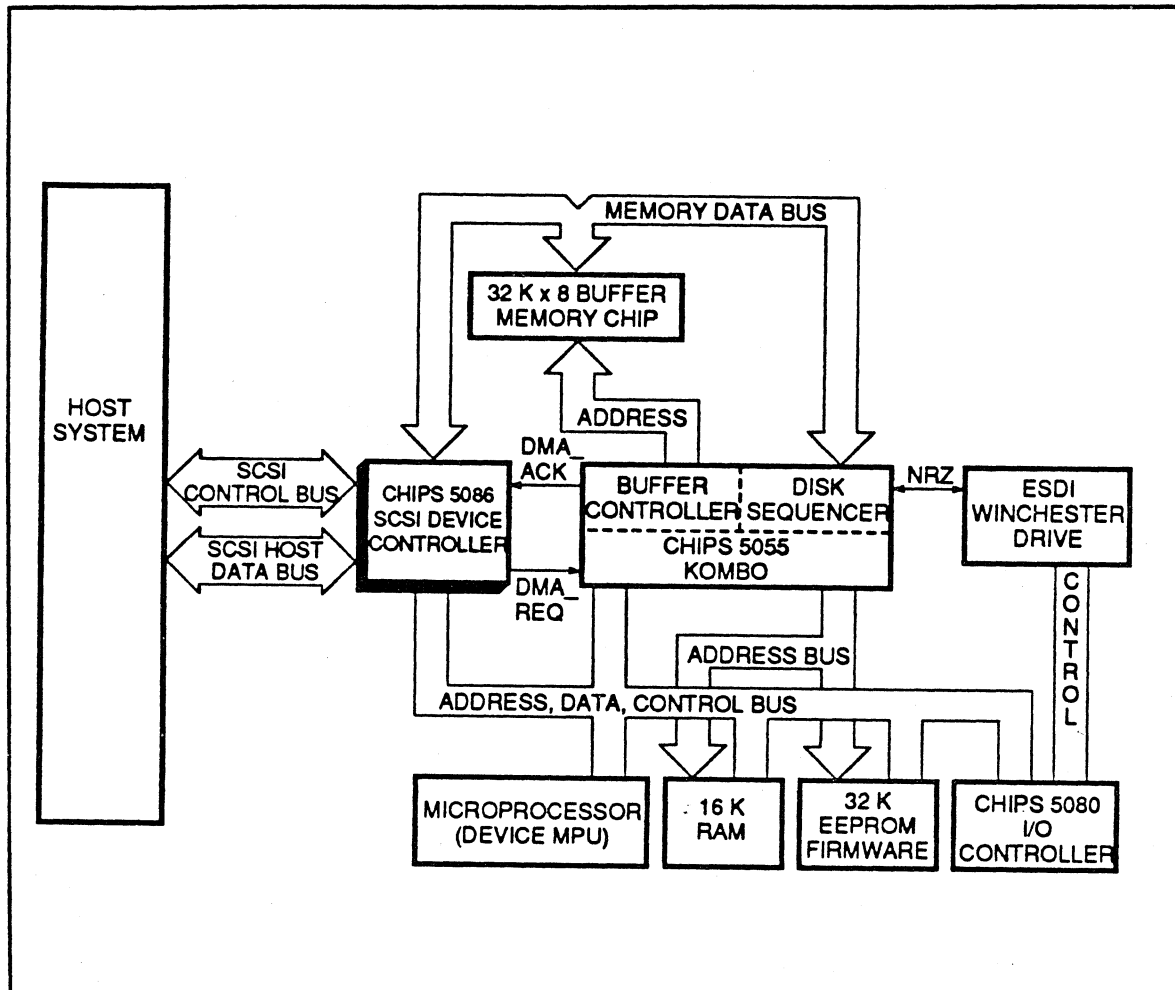 MEMORY DATA BUS
32 K x 8 BUFFER
MEMORY CHIP
HOST
SYSTEM
ADDRESS
DMA_
ACK
SCSI
CONTROL BUS
CHIPS 5086
SCSI DEVICE
CONTROLLER
BUFFER
CONTROLLER
DISK
SEQUENCER
NRZ
ESDI
WINCHESTER
DRIVE
SCSI HOST
DATA BUS
CHIPS 5055
KOMBO
DMA_
REQ
CONTROL
ADDRESS BUS
ADDRESS, DATA, CONTROL BUS
MICROPROCESSOR
(DEVICE MPU)
16 K
RAM
32 K
EEPROM
FIRMWARE
CHIPS 5080
I/O
CONTROLLER